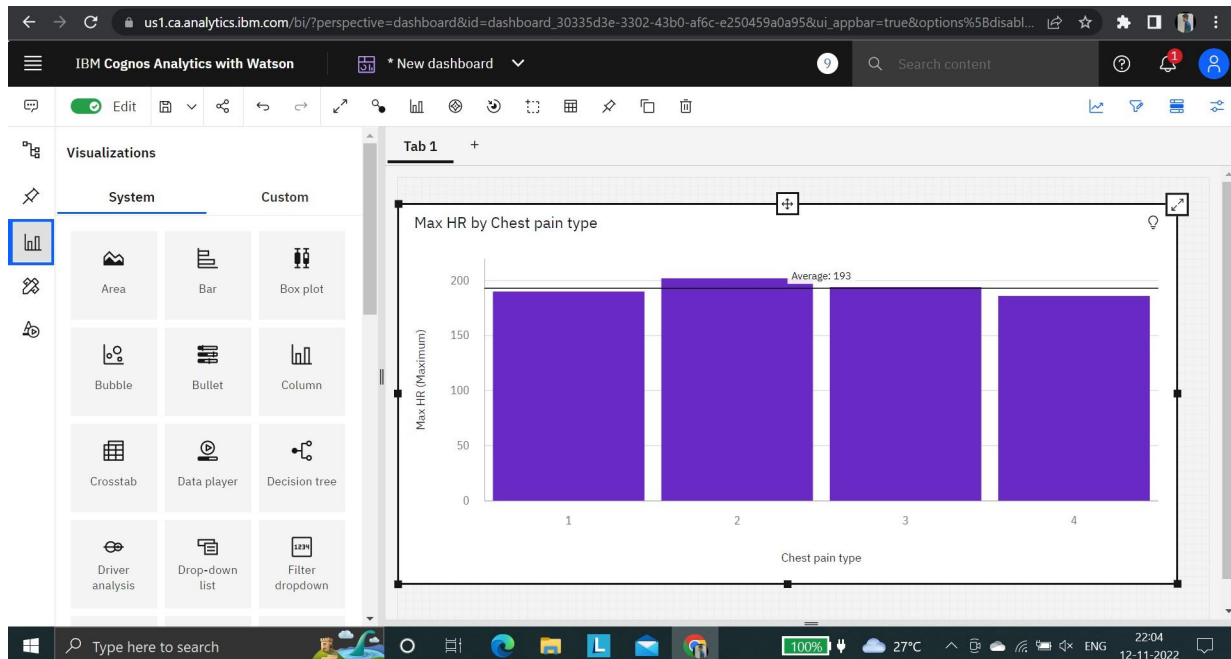 us1.ca.analytics.ibm.com/bi/?perspective=dashboard&id=dashboard_30335d3e-3302-43b0-af6c-e250459a0a95&ui_appbar=true&options%5Bdisabl...
IBM Cognos Analytics with Watson
* New dashboard
9
Search content
1
Edit
Visualizations
System
Custom
Area
Bar
Box plot
Bubble
Bullet
Column
Crosstab
Data player
Decision tree
Driver
analysis
Drop-down
list
1234
Filter
dropdown
Tab 1
+
Max HR by Chest pain type
Max HR (Maximum)
200
150
100
50
0
Average: 193
1
2
3
4
Chest pain type
Type here to search
L
100%
27°C
ENG
22:04
12-11-2022